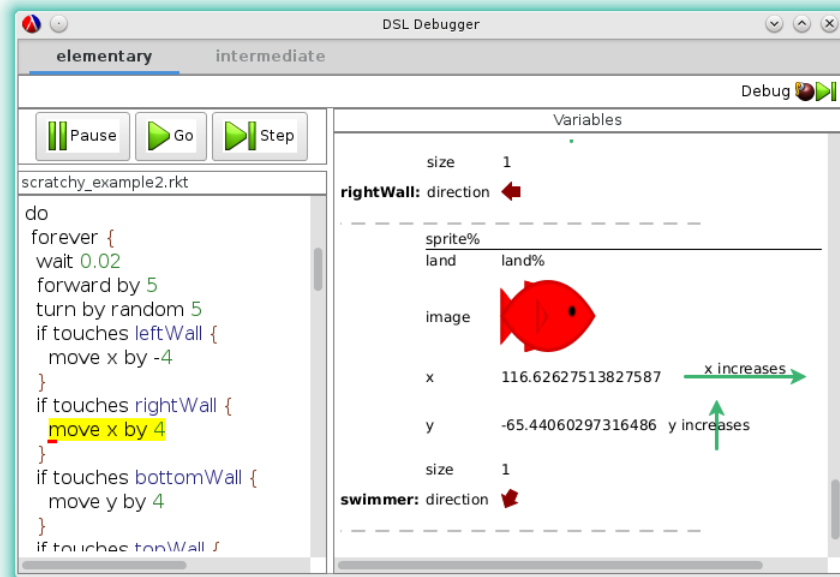 DSL Debugger
elementary intermediate
Debug
Pause Go Step
scratchy_example2.rkt
do
forever {
wait 0.02
forward by 5
turn by random 5
if touches leftWall {
move x by -4
}
if touches rightWall {
move x by 4
}
if touches bottomWall {
move y by 4
}
if touches topWall {
Variables
size 1
rightWall: direction
sprite%
land land%
image
x 116.62627513827587 x increases
y -65.44060297316486 y increases
size 1
swimmer: direction